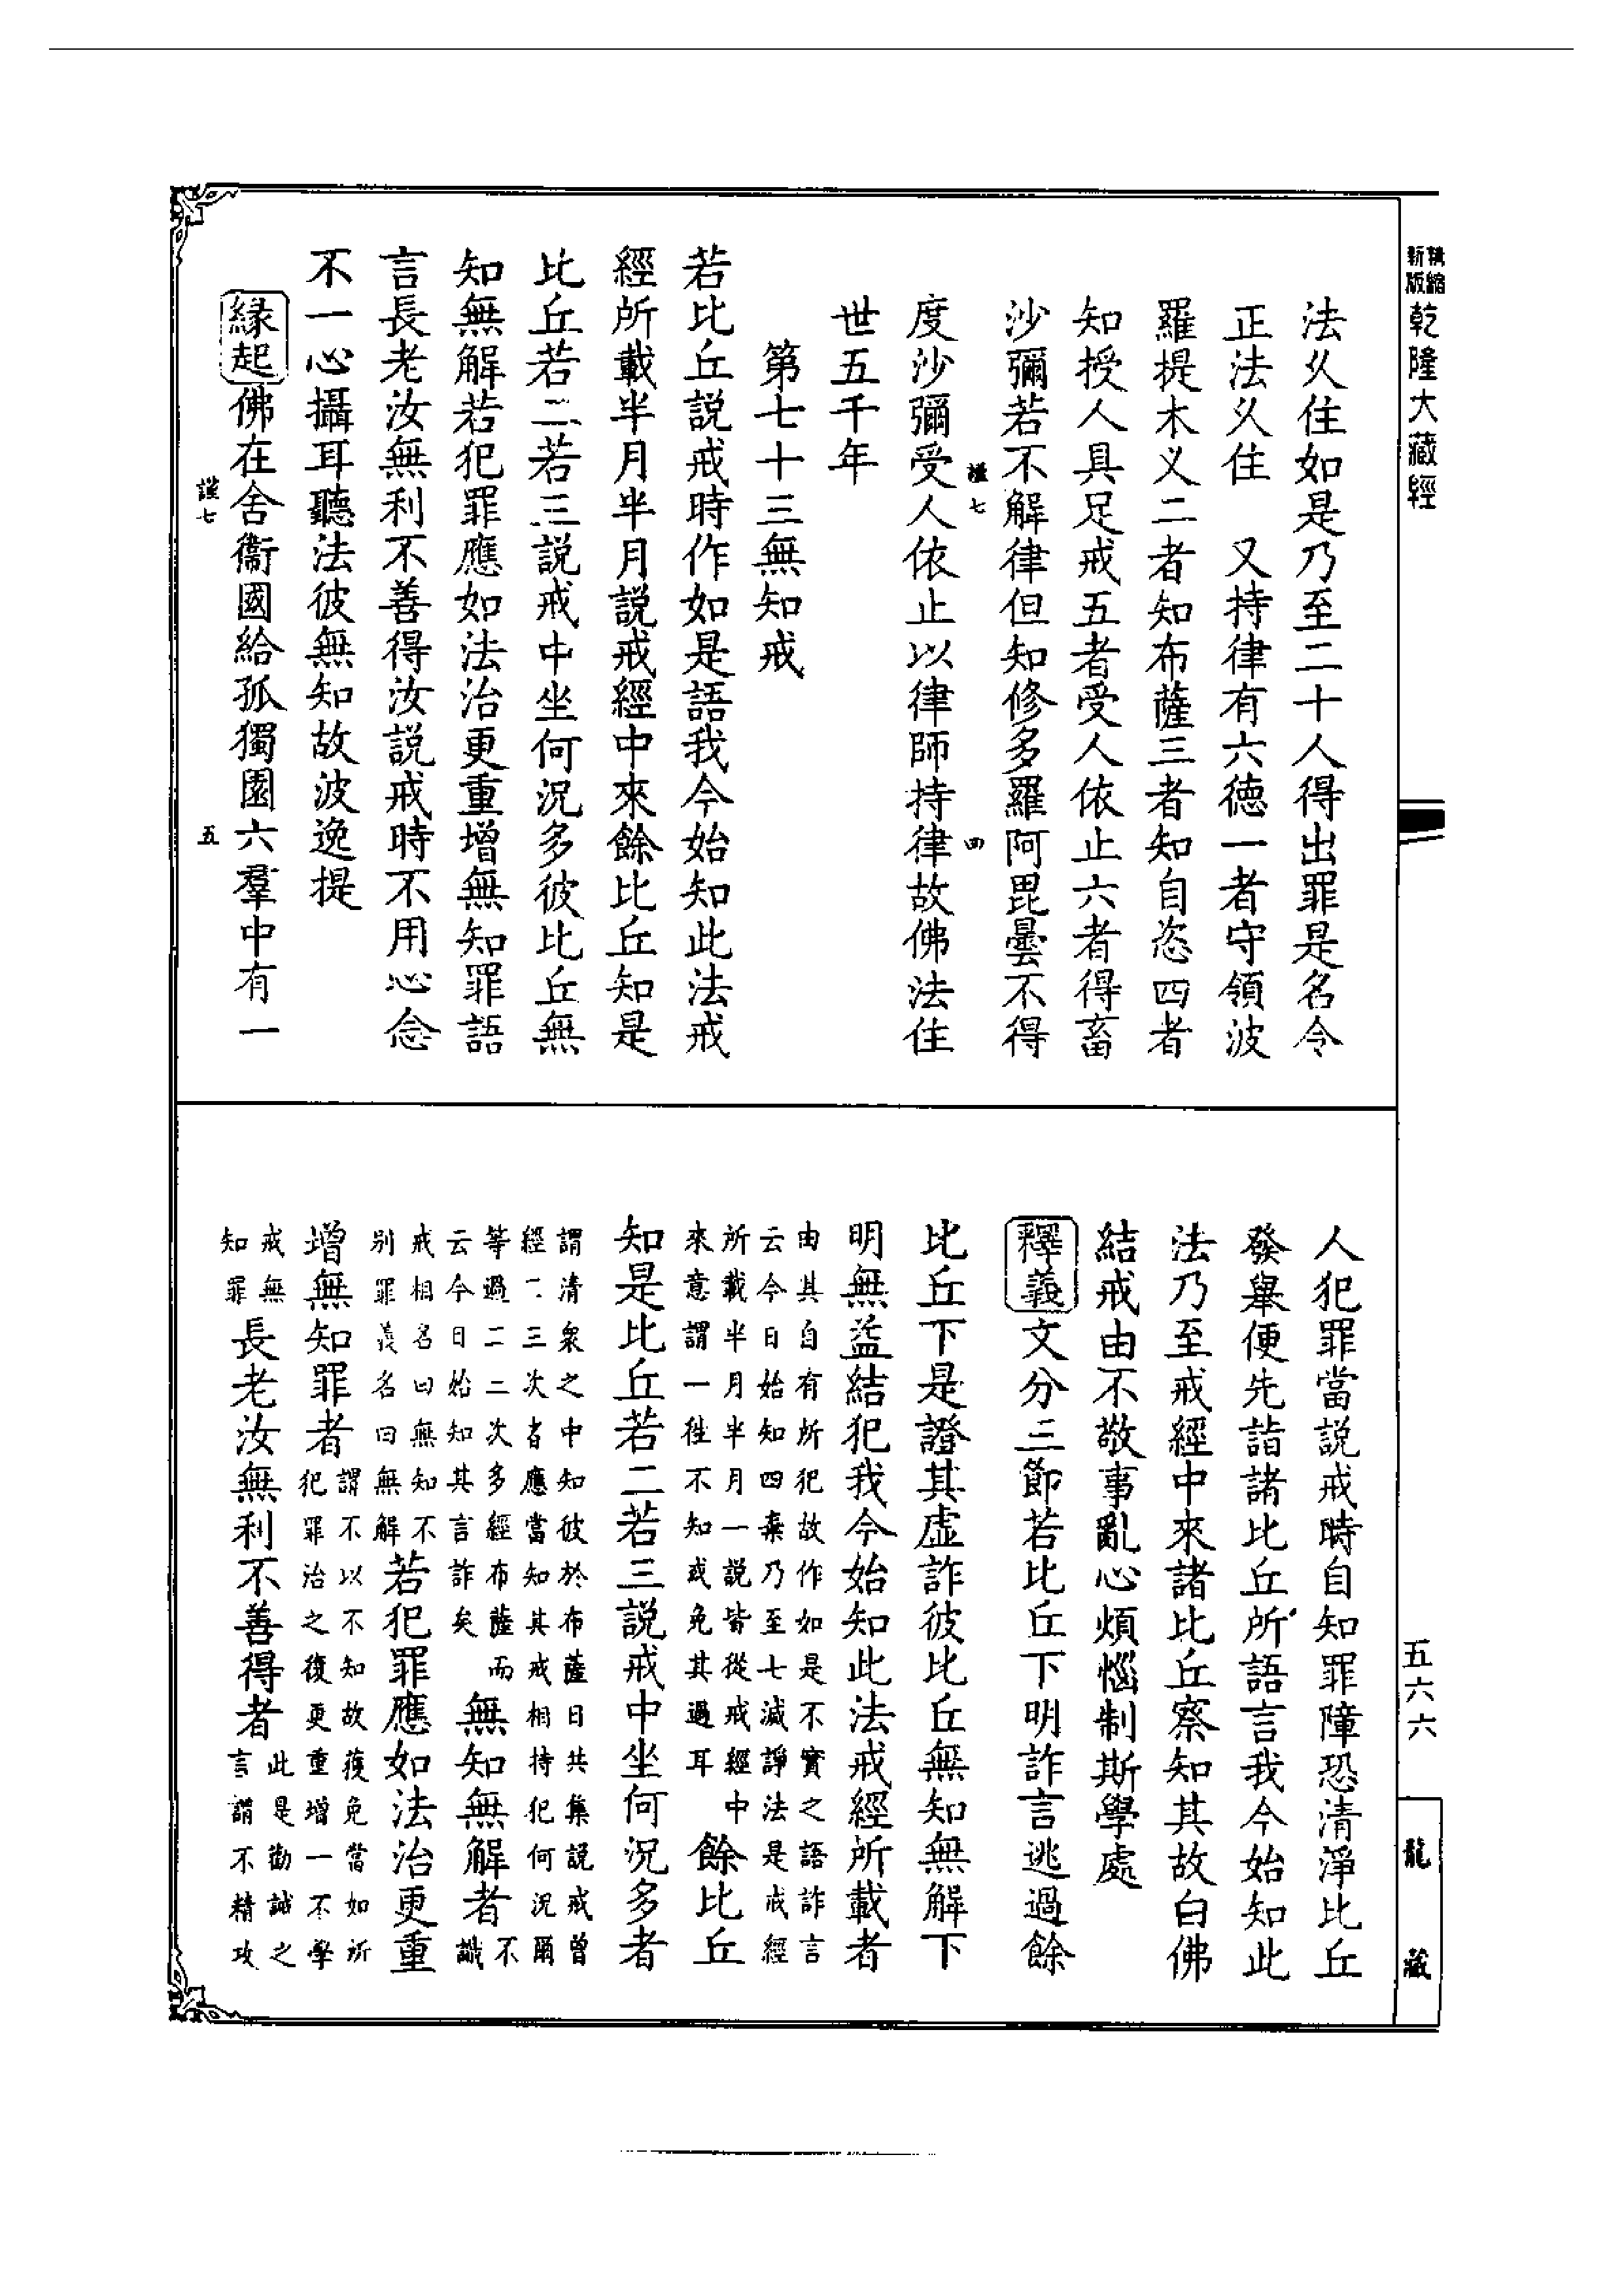 精縮新版乾隆大藏經
法久住如是乃至二十人得出罪是名令
正法久住　又持律有六德一者守領波
羅提木义二者知布薩三者知自恣四者
知授人具足戒五者受人依止六者得畜
沙彌若不解律但知修多羅阿毘曇不得
謹七　四
度沙彌受人依止以律師持律故佛法住
世五千年
第七十三無知戒
若比丘説戒時作如是語我今始知此法戒
經所載半月半月説戒經中來餘比丘知是
比丘若二若三説戒中坐何況多彼比丘無
知無解若犯罪應如法治更重增無知罪語
言長老汝無利不善得汝説戒時不用心念
不一心攝耳聽法彼無知故波逸提
緣起佛在舍衞國給孤獨園六羣中有一
謹七　五
五六六
龍藏
人犯罪當説戒時自知罪障恐清淨比丘
發舉便先詣諸比丘所語言我今始知此
法乃至戒經中來諸比丘察知其故白佛
結戒由不敬事亂心煩惱制斯學處
釋義文分三節若比丘下明詐言逃過餘
比丘下是證其虛詐彼比丘無知無解下
明無益結犯我今始知此法戒經所載者
由其自有所犯故作如是不實之語詐言
云今日始知四棄乃至七滅諍法是戒經
所載半月半月一説皆從戒經中
來意謂一往不知或免其過耳
餘比丘
知是比丘若二若三説戒中坐何況多者
謂清衆之中知彼於布薩日共集説戒曾
經一二三次者應當知其戒相持犯何況爾
等過二三次多經布薩而
云今日始知其言詐矣
無知無解者
不
識
戒相名曰無知不
别罪義名曰無解
若犯罪應如法治更重
增無知罪者
謂不以不知故獲免當如所
犯罪治之復更重增一不學
戒無
知罪
長老汝無利不善得者
此是勸誡之
言謂不精攻